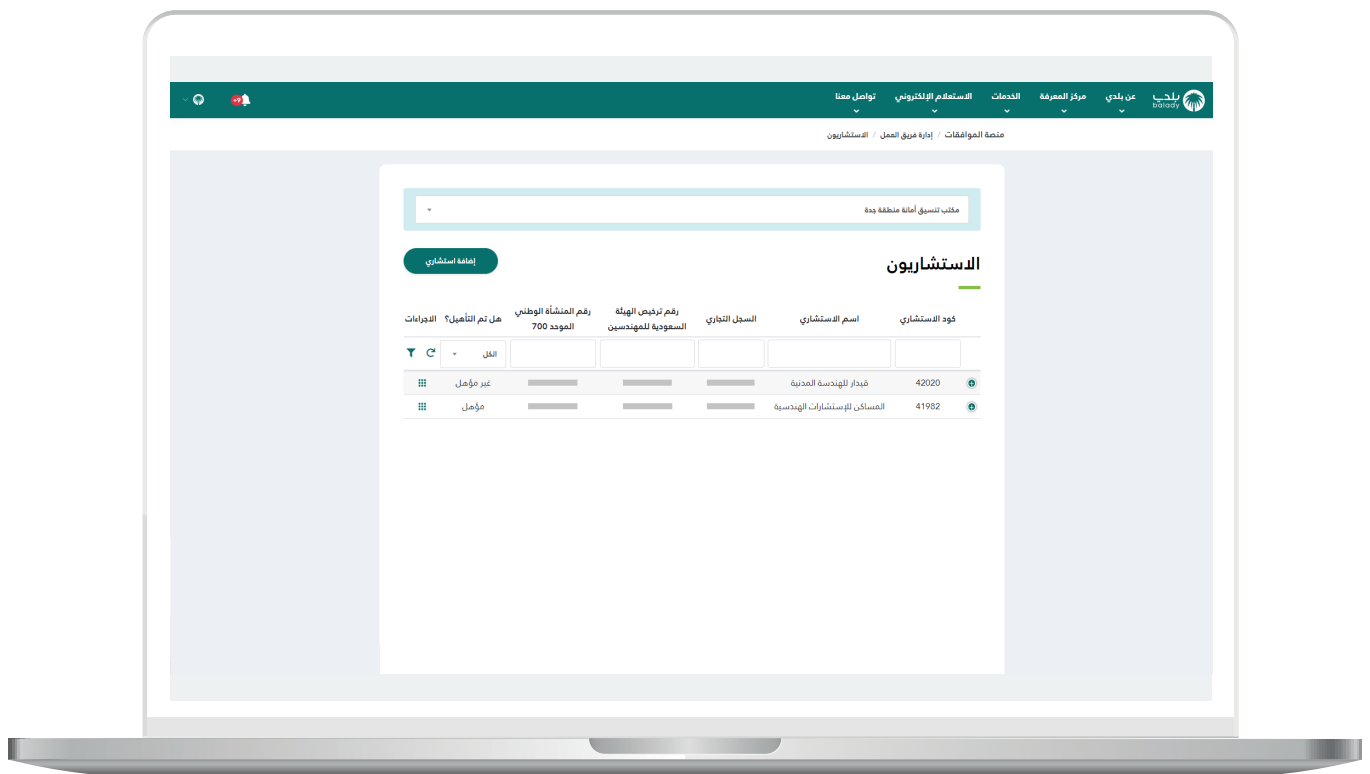 بلدي
balady
عن بلدي
مركز المعرفة
الخدمات
الاستعلام الإلكتروني
تواصل معنا
+9
منصة الموافقات / إدارة فريق العمل / الاستشاريون
مكتب تنسيق أمانة منطقة جدة
الاستشاريون
إضافة استشاري
كود الاستشاري
اسم الاستشاري
السجل التجاري
رقم ترخيص الهيئة
السعودية للمهندسين
رقم المنشأة الوطني
الموحد 700
هل تم التأهيل؟
الاجراءات
الكل
42020 قيدار للهندسة المدنية غير مؤهل
41982 المساكن للإستشارات الهندسية مؤهل